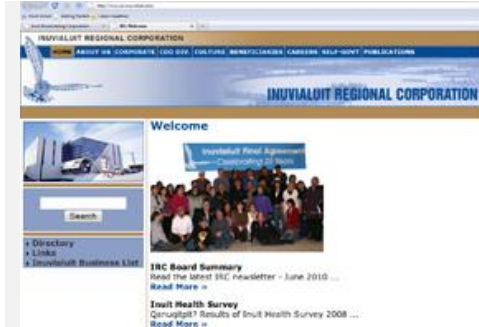 INUVIALUIT REGIONAL CORPORATION
HOME ABOUT US CORPORATE CDO DIV. CULTURE BENEFICIARIES CAREERS SELF-GOVT PUBLICATIONS
INUVIALUIT REGIONAL CORPORATION
Welcome
Inuvialuit Final Agreement
Celebrating 25 Years
Search
Directory
Links
Inuvialuit Business List
IRC Board Summary
Read the latest IRC newsletter - June 2010 ...
Read More »
Inuit Health Survey
Qanuqitpit? Results of Inuit Health Survey 2008 ...
Read More »